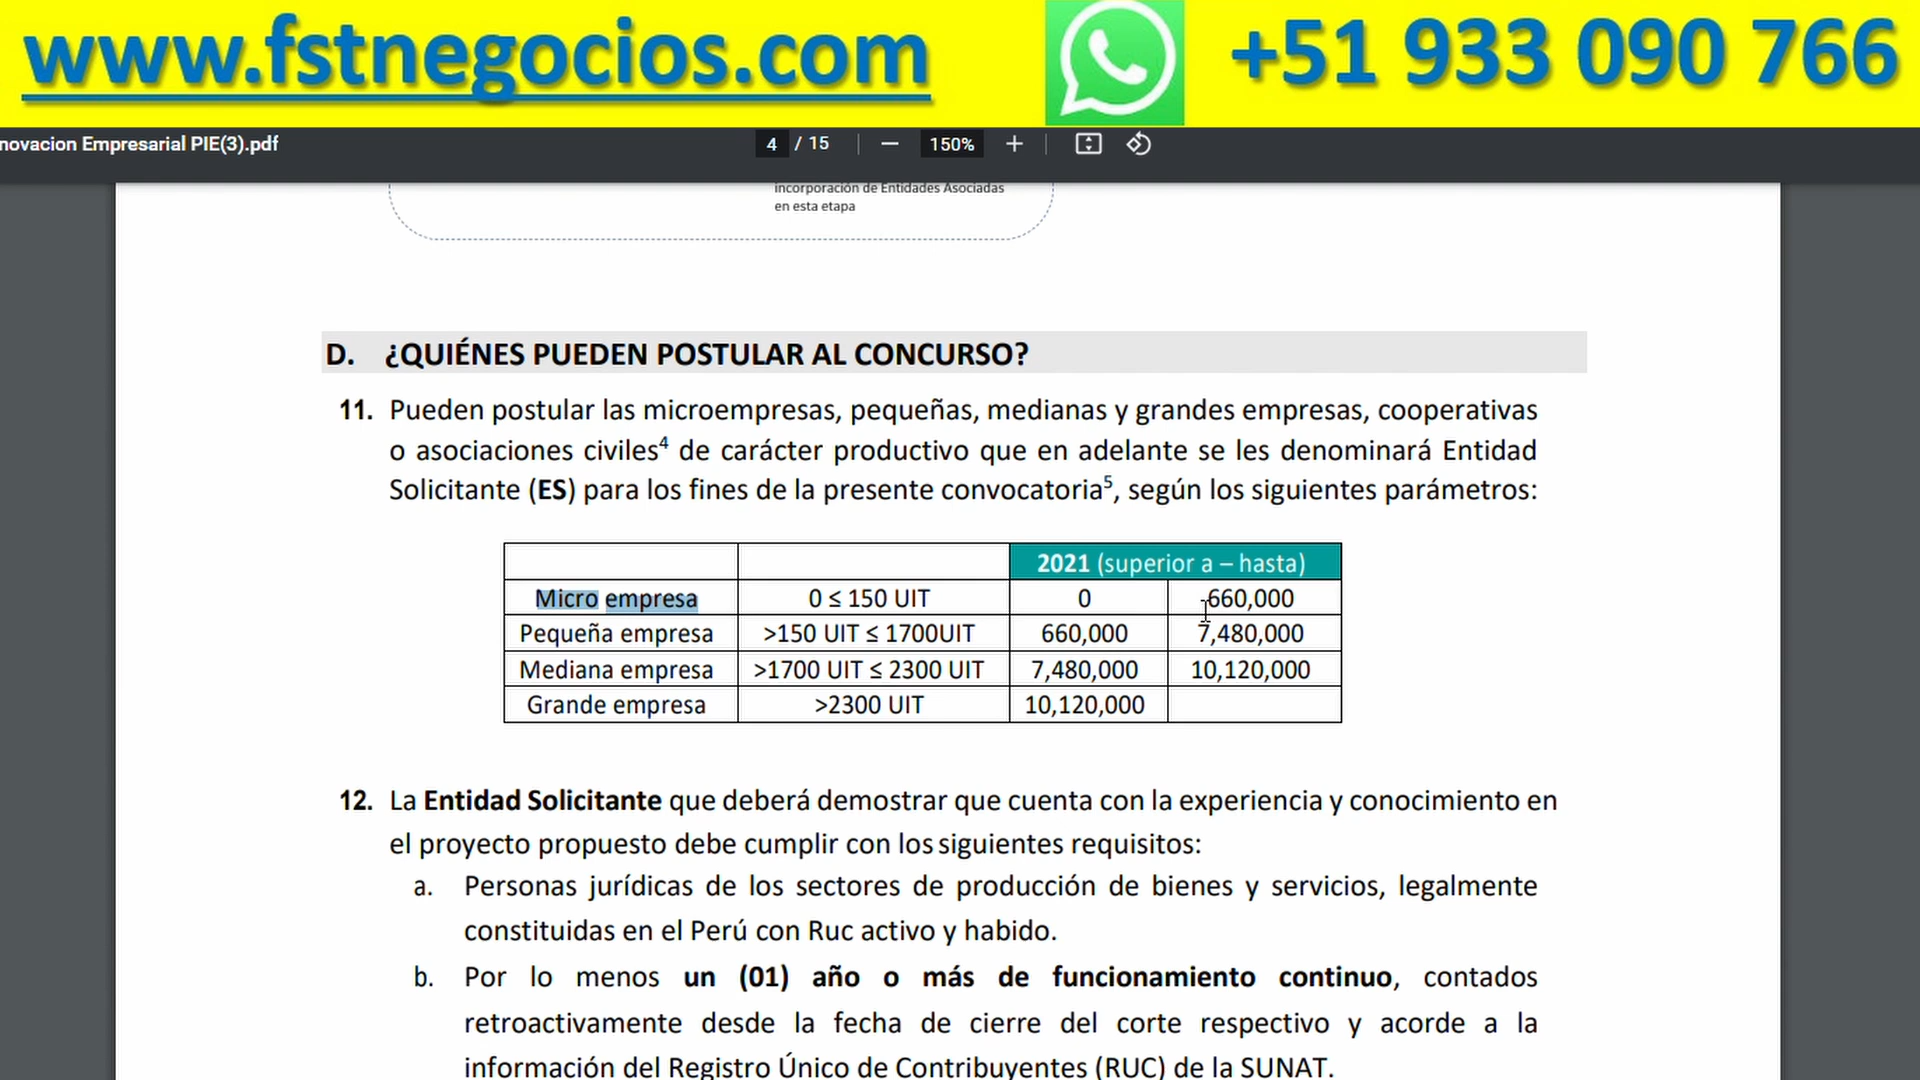 www.fstnegocios.com
+51 933 090 766
novacion Empresarial PIE(3).pdf
4 / 15
150%
incorporación de Entidades Asociadas
en esta etapa
D. ¿QUIÉNES PUEDEN POSTULAR AL CONCURSO?
11. Pueden postular las microempresas, pequeñas, medianas y grandes empresas, cooperativas
o asociaciones civiles⁴ de carácter productivo que en adelante se les denominará Entidad
Solicitante (ES) para los fines de la presente convocatoria⁵, según los siguientes parámetros:
2021 (superior a – hasta)
Micro empresa 0 ≤ 150 UIT 0 660,000
Pequeña empresa >150 UIT ≤ 1700UIT 660,000 7,480,000
Mediana empresa >1700 UIT ≤ 2300 UIT 7,480,000 10,120,000
Grande empresa >2300 UIT 10,120,000
12. La Entidad Solicitante que deberá demostrar que cuenta con la experiencia y conocimiento en
el proyecto propuesto debe cumplir con los siguientes requisitos:
a. Personas jurídicas de los sectores de producción de bienes y servicios, legalmente
constituidas en el Perú con Ruc activo y habido.
b. Por lo menos un (01) año o más de funcionamiento continuo, contados
retroactivamente desde la fecha de cierre del corte respectivo y acorde a la
información del Registro Único de Contribuyentes (RUC) de la SUNAT.